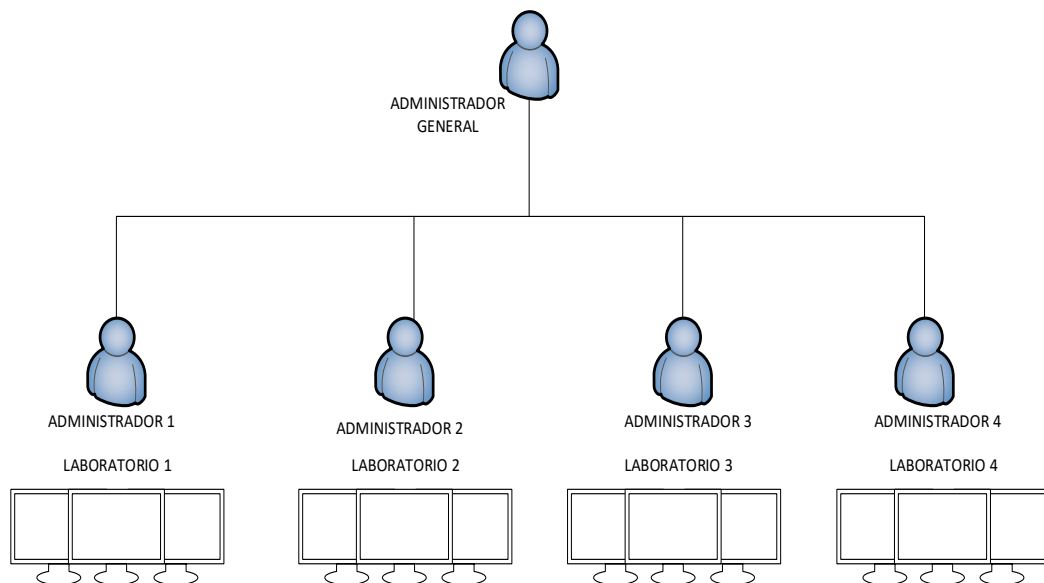 ADMINISTRADOR
GENERAL
ADMINISTRADOR 1
ADMINISTRADOR 2
ADMINISTRADOR 3
ADMINISTRADOR 4
LABORATORIO 1
LABORATORIO 2
LABORATORIO 3
LABORATORIO 4